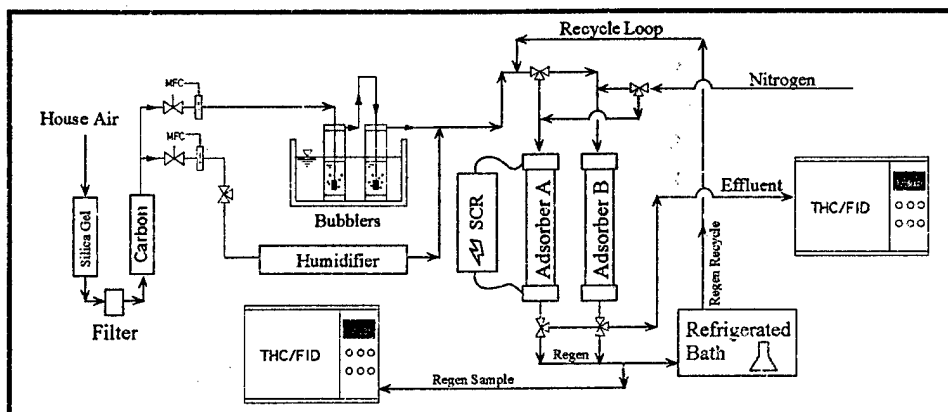 Recycle Loop
Nitrogen
MFC
House Air
MFC
Silica Gel
Carbon
Filter
Bubblers
Humidifier
SCR
Adsorber A
Adsorber B
Effluent
THC/FID
Regen Recycle
Refrigerated
Bath
Regen
Regen Sample
THC/FID